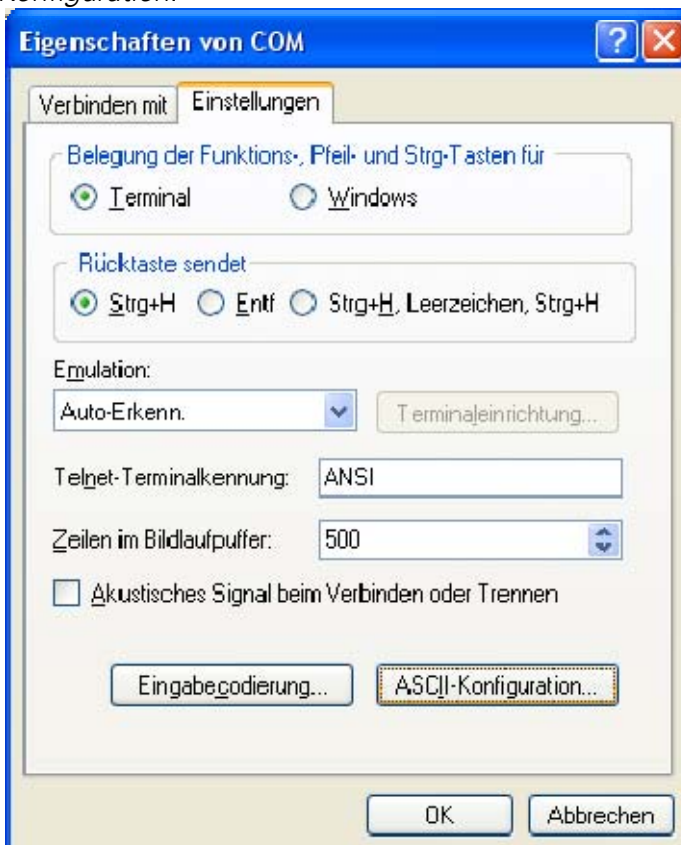 Konfiguration.
Eigenschaften von COM
Verbinden mit Einstellungen
Belegung der Funktions-, Pfeil- und Strg-Tasten für
Terminal Windows
Rücktaste sendet
Strg+H Entf Strg+H, Leerzeichen, Strg+H
Emulation:
Auto-Erkenn. Terminaleinrichtung...
Telnet-Terminalkennung: ANSI
Zeilen im Bildlaufpuffer: 500
Akustisches Signal beim Verbinden oder Trennen
Eingabecodierung... ASCII-Konfiguration...
OK Abbrechen